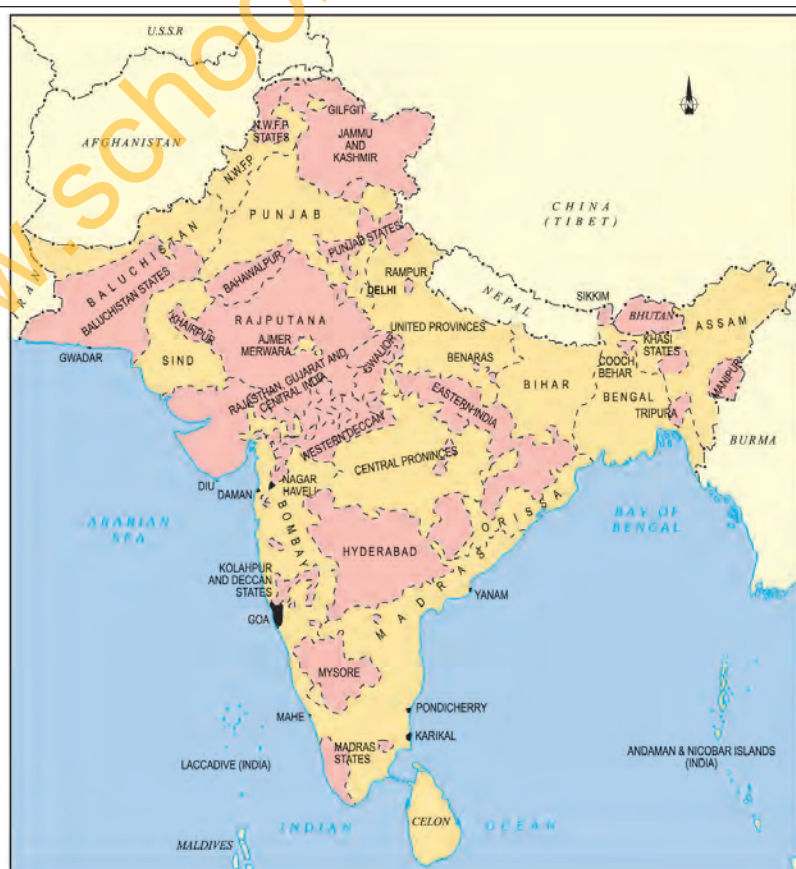 www.school
U.S.S.R
AFGHANISTAN
GILFGIT
N.W.F.P
STATES
JAMMU
AND
KASHMIR
N.W.F.P
PUNJAB
CHINA
(TIBET)
PUNJAB STATES
IRAN
BALUCHISTAN
BALUCHISTAN STATES
BAHAWALPUR
RAMPUR
DELHI
NEPAL
SIKKIM
BHUTAN
ASSAM
KHAIRPUR
RAJPUTANA
AJMER
MERWARA
UNITED PROVINCES
GWALIOR
BENARAS
KHASI
STATES
COOCH
BEHAR
GWADAR
SIND
RAJASTHAN, GUJARAT AND
CENTRAL INDIA
EASTERN INDIA
BIHAR
BENGAL
MANIPUR
TRIPURA
WESTERN DECCAN
CENTRAL PRONINCES
BURMA
DIU
DAMAN
NAGAR
HAVELI
ARABIAN
SEA
BOMBAY
ORISSA
BAY OF
BENGAL
HYDERABAD
KOLAHPUR
AND DECCAN
STATES
MADRAS
YANAM
GOA
MYSORE
MAHE
PONDICHERRY
KARIKAL
MADRAS
STATES
LACCADIVE (INDIA)
ANDAMAN & NICOBAR ISLANDS
(INDIA)
CELON
INDIAN OCEAN
MALDIVES